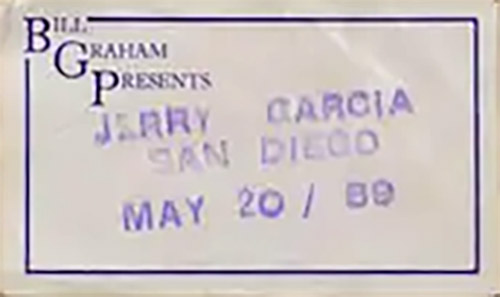 BILL
GRAHAM
PRESENTS
JERRY GARCIA
SAN DIEGO
MAY 20 / 89